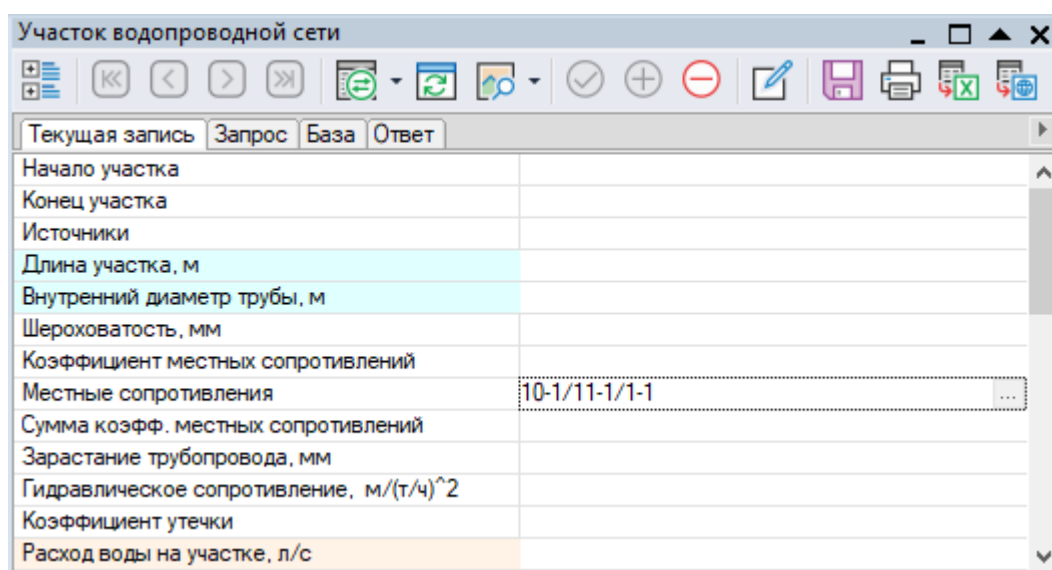 Участок водопроводной сети
Текущая запись Запрос База Ответ
Начало участка
Конец участка
Источники
Длина участка, м
Внутренний диаметр трубы, м
Шероховатость, мм
Коэффициент местных сопротивлений
Местные сопротивления 10-1/11-1/1-1 ...
Сумма коэфф. местных сопротивлений
Зарастание трубопровода, мм
Гидравлическое сопротивление, м/(т/ч)^2
Коэффициент утечки
Расход воды на участке, л/с